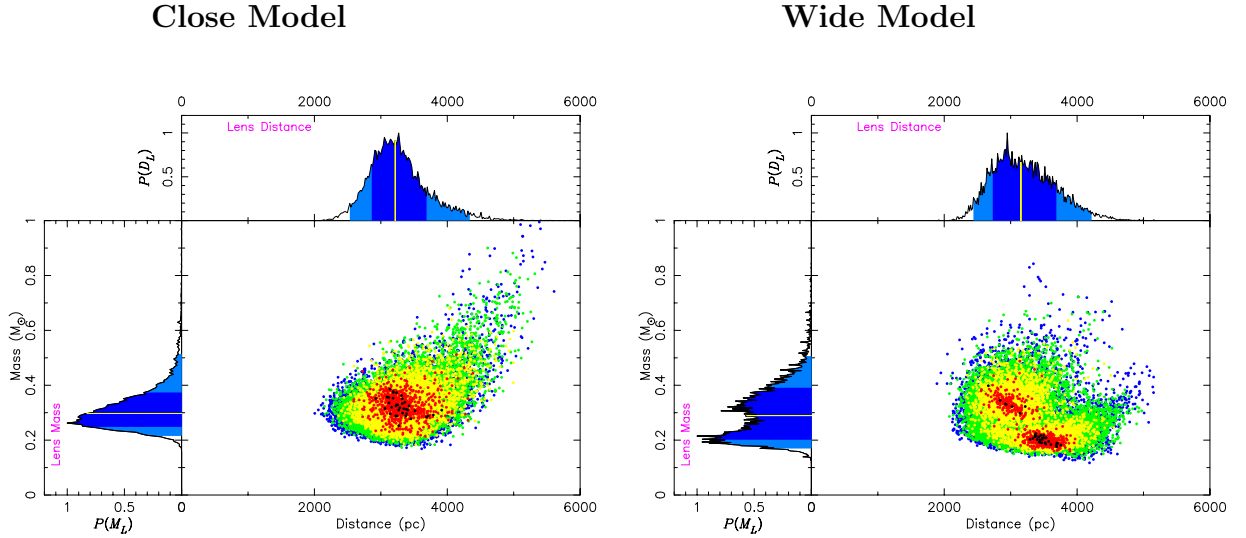 Close Model
Wide Model
0 2000 4000 6000
0 2000 4000 6000
Lens Distance
Lens Distance
P(D_L)
0.5 1
P(D_L)
0.5 1
Mass (M⊙)
0 0.2 0.4 0.6 0.8 1
Lens Mass
Mass (M⊙)
0 0.2 0.4 0.6 0.8 1
Lens Mass
1 0.5 0
0 2000 4000 6000
1 0.5 0
0 2000 4000 6000
P(M_L)
Distance (pc)
P(M_L)
Distance (pc)